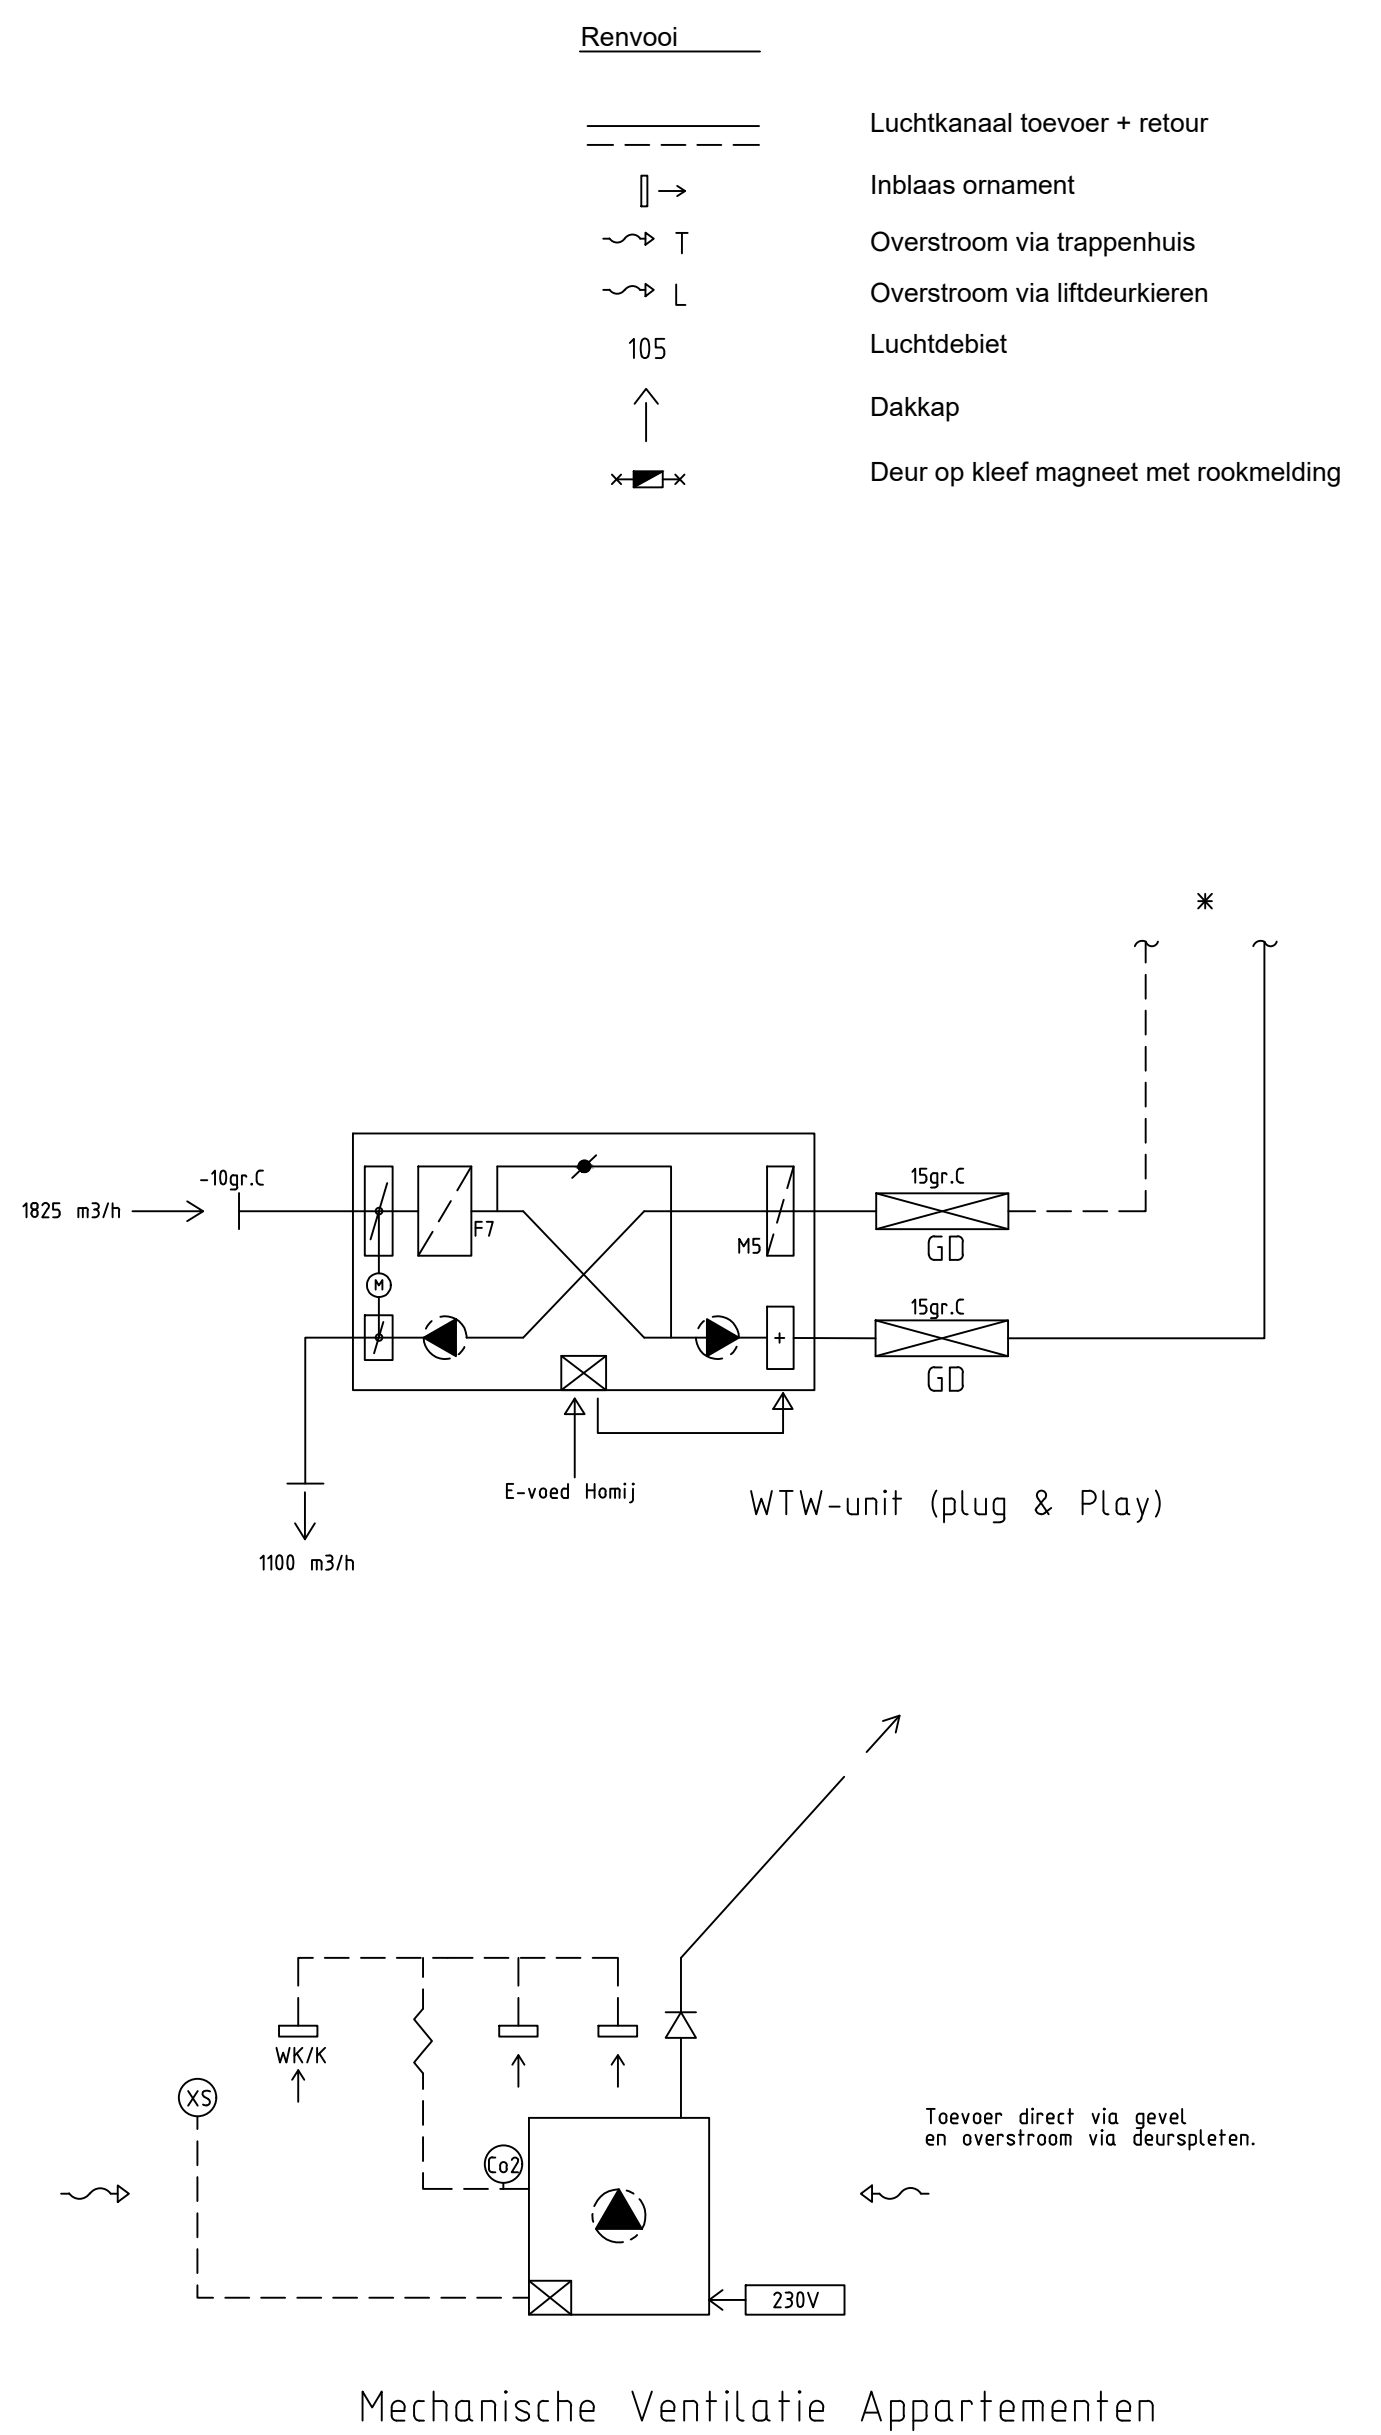 Renvooi
Luchtkanaal toevoer + retour
Inblaas ornament
T Overstroom via trappenhuis
L Overstroom via liftdeurkieren
105 Luchtdebiet
Dakkap
Deur op kleef magneet met rookmelding
*
-10gr.C
15gr.C
1825 m3/h
F7
M5
GD
M
15gr.C
+
GD
E-voed Homij
WTW-unit (plug & Play)
1100 m3/h
WK/K
XS
Toevoer direct via gevel
en overstroom via deurspleten.
Co2
230V
Mechanische Ventilatie Appartementen